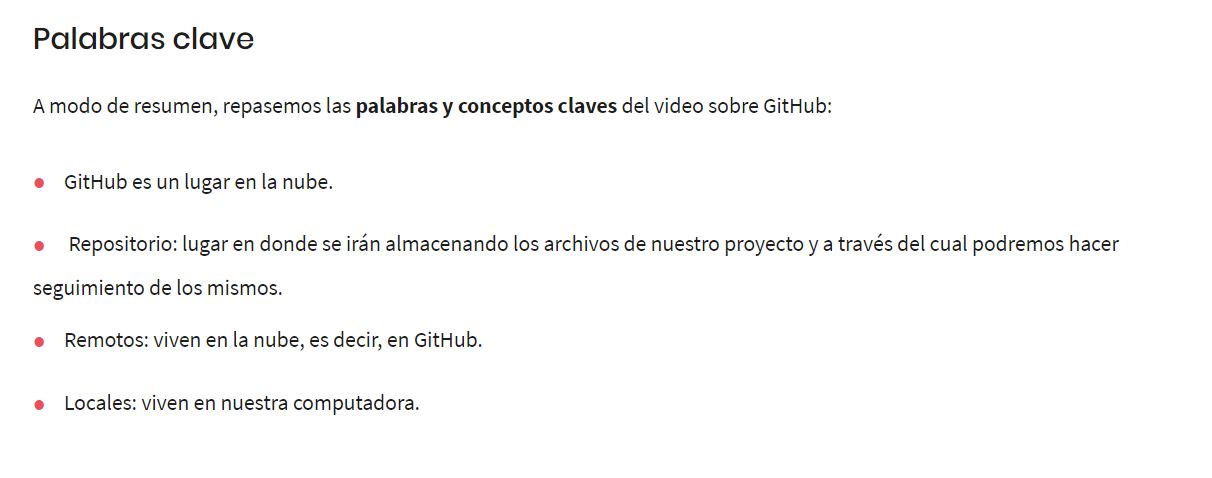 Palabras clave
A modo de resumen, repasemos las palabras y conceptos claves del video sobre GitHub:
● GitHub es un lugar en la nube.
● Repositorio: lugar en donde se irán almacenando los archivos de nuestro proyecto y a través del cual podremos hacer
seguimiento de los mismos.
● Remotos: viven en la nube, es decir, en GitHub.
● Locales: viven en nuestra computadora.